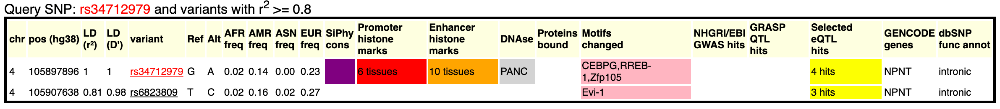 Query SNP: rs34712979 and variants with r2 >= 0.8
chr pos (hg38) LD (r²) LD (D') variant Ref Alt AFR freq AMR freq ASN freq EUR freq SiPhy cons Promoter histone marks Enhancer histone marks DNAse Proteins bound Motifs changed NHGRI/EBI GWAS hits GRASP QTL hits Selected eQTL hits GENCODE genes dbSNP func annot
4 105897896 1 1 rs34712979 G A 0.02 0.14 0.00 0.23 6 tissues 10 tissues PANC CEBPG,RREB-1,Zfp105 4 hits NPNT intronic
4 105907638 0.81 0.98 rs6823809 T C 0.02 0.16 0.02 0.27 Evi-1 3 hits NPNT intronic